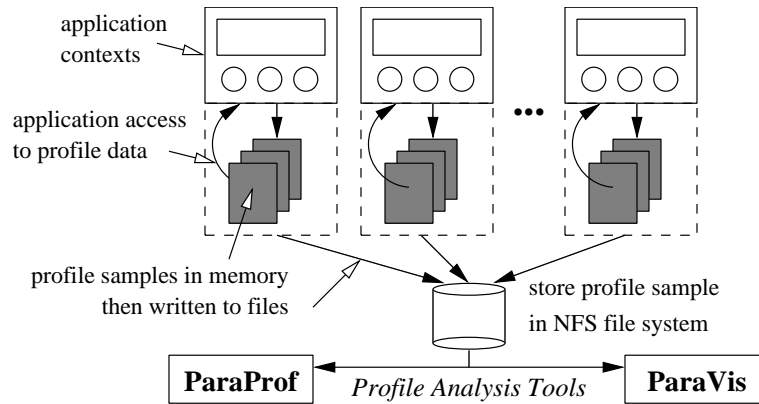 application
contexts
•••
application access
to profile data
profile samples in memory
then written to files
store profile sample
in NFS file system
ParaProf
Profile Analysis Tools
ParaVis